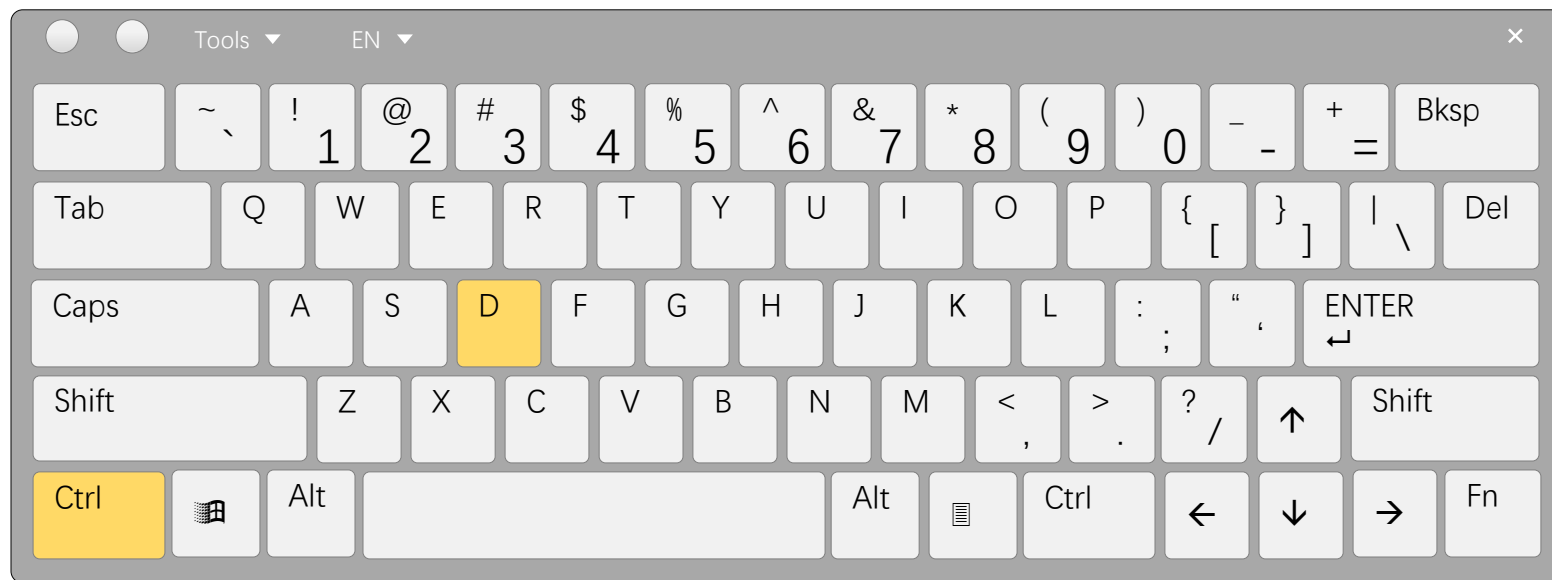 Tools EN ×
Esc ~ ` ! 1 @ 2 # 3 $ 4 % 5 ^ 6 & 7 * 8 ( 9 ) 0 _ - + = Bksp
Tab Q W E R T Y U I O P { [ } ] | \ Del
Caps A S D F G H J K L : ; “ ‘ ENTER ↵
Shift Z X C V B N M < , > . ? / ↑ Shift
Ctrl Alt Alt Ctrl ← ↓ → Fn